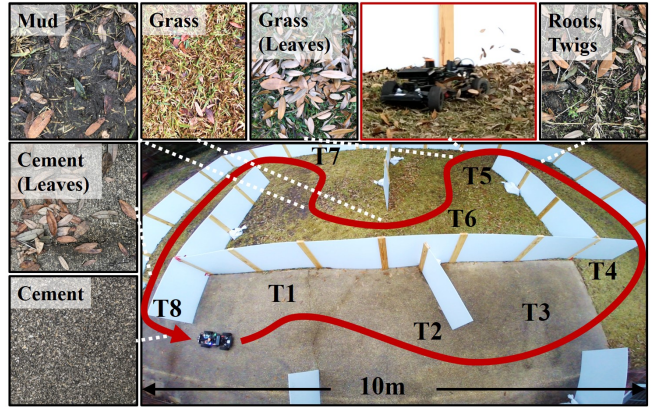 Mud
Grass
Grass
(Leaves)
Roots,
Twigs
Cement
(Leaves)
Cement
T7
T5
T6
T4
T8
T1
T2
T3
10m